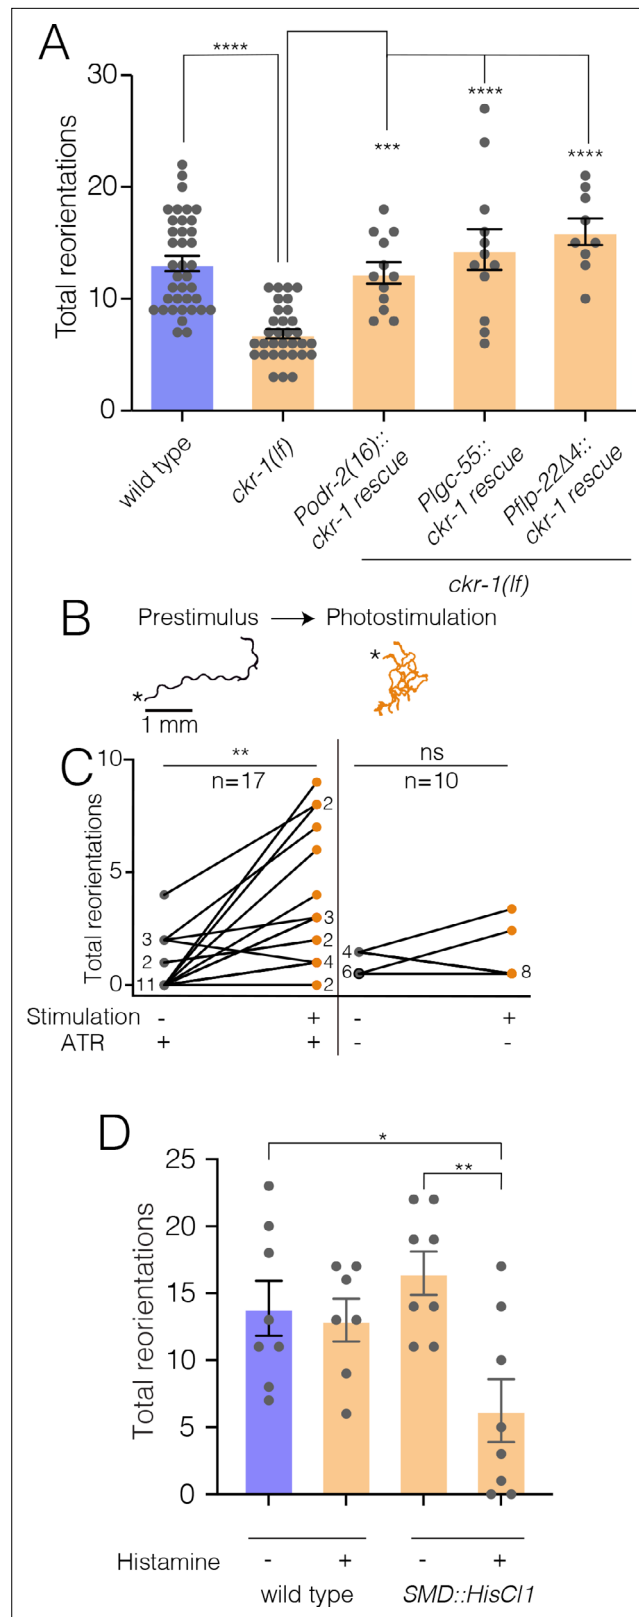 A
****
****
***
****
30
20
10
0
Total reorientations
wild type
ckr-1(lf)
Podr-2(16)::
ckr-1 rescue
Plgc-55::
ckr-1 rescue
Pflp-22Δ4::
ckr-1 rescue
ckr-1(lf)
B
Prestimulus → Photostimulation
* *
1 mm
C
10
5
0
Total reorientations
** ns
n=17 n=10
3
2
11
2
3
2
4
2
4
6
8
Stimulation - + - +
ATR + + - -
D
*
**
25
20
15
10
5
0
Total reorientations
Histamine - + - +
wild type SMD::HisCl1